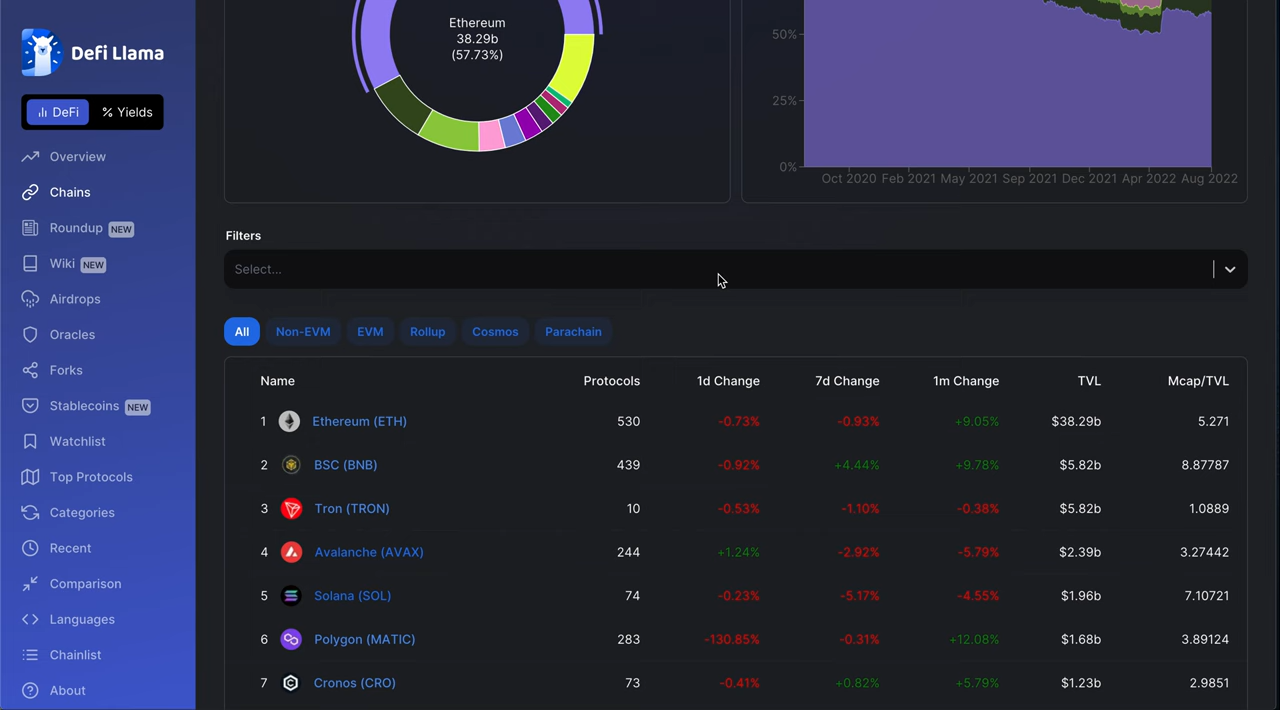 Defi Llama
DeFi
% Yields
Overview
Chains
Roundup NEW
Wiki NEW
Airdrops
Oracles
Forks
Stablecoins NEW
Watchlist
Top Protocols
Categories
Recent
Comparison
Languages
Chainlist
About
Ethereum
38.29b
(57.73%)
50%
25%
0%
Oct 2020 Feb 2021 May 2021 Sep 2021 Dec 2021 Apr 2022 Aug 2022
Filters
Select...
All Non-EVM EVM Rollup Cosmos Parachain
Name Protocols 1d Change 7d Change 1m Change TVL Mcap/TVL
1 Ethereum (ETH) 530 -0.73% -0.93% +9.05% $38.29b 5.271
2 BSC (BNB) 439 -0.92% +4.44% +9.78% $5.82b 8.87787
3 Tron (TRON) 10 -0.53% -1.10% -0.38% $5.82b 1.0889
4 Avalanche (AVAX) 244 +1.24% -2.92% -5.79% $2.39b 3.27442
5 Solana (SOL) 74 -0.23% -5.17% -4.55% $1.96b 7.10721
6 Polygon (MATIC) 283 -130.85% -0.31% +12.08% $1.68b 3.89124
7 Cronos (CRO) 73 -0.41% +0.82% +5.79% $1.23b 2.9851